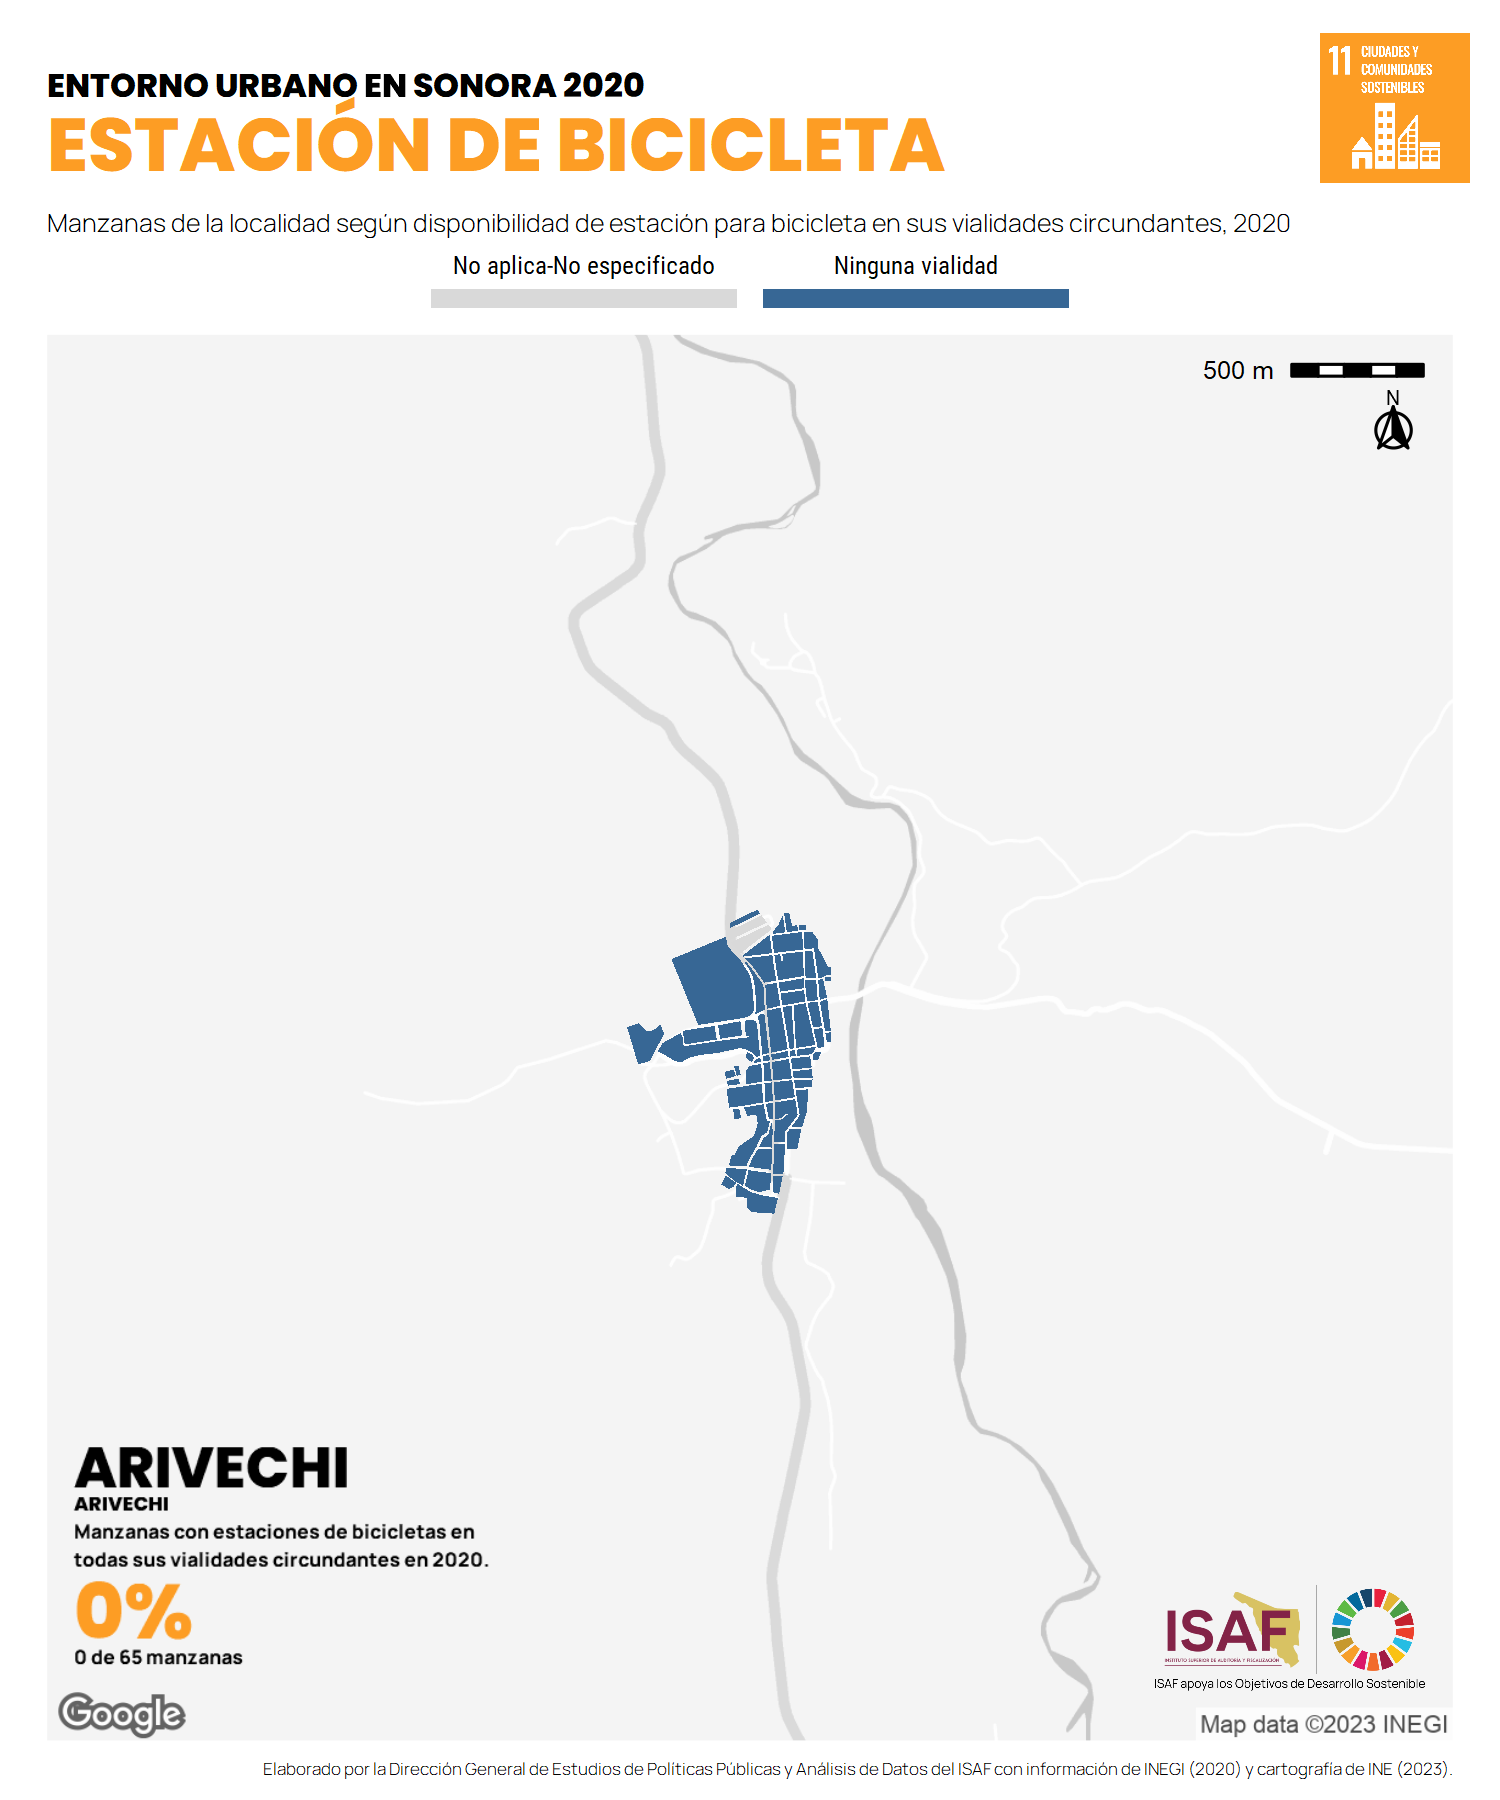 ENTORNO URBANO EN SONORA 2020
ESTACIÓN DE BICICLETA
11 CIUDADES Y
COMUNIDADES
SOSTENIBLES
Manzanas de la localidad según disponibilidad de estación para bicicleta en sus vialidades circundantes, 2020
No aplica-No especificado
Ninguna vialidad
500 m
N
ARIVECHI
ARIVECHI
Manzanas con estaciones de bicicletas en
todas sus vialidades circundantes en 2020.
0%
0 de 65 manzanas
ISAF
INSTITUTO SUPERIOR DE AUDITORÍA Y FISCALIZACIÓN
ISAF apoya los Objetivos de Desarrollo Sostenible
Google
Map data ©2023 INEGI
Elaborado por la Dirección General de Estudios de Políticas Públicas y Análisis de Datos del ISAF con información de INEGI (2020) y cartografía de INE (2023).